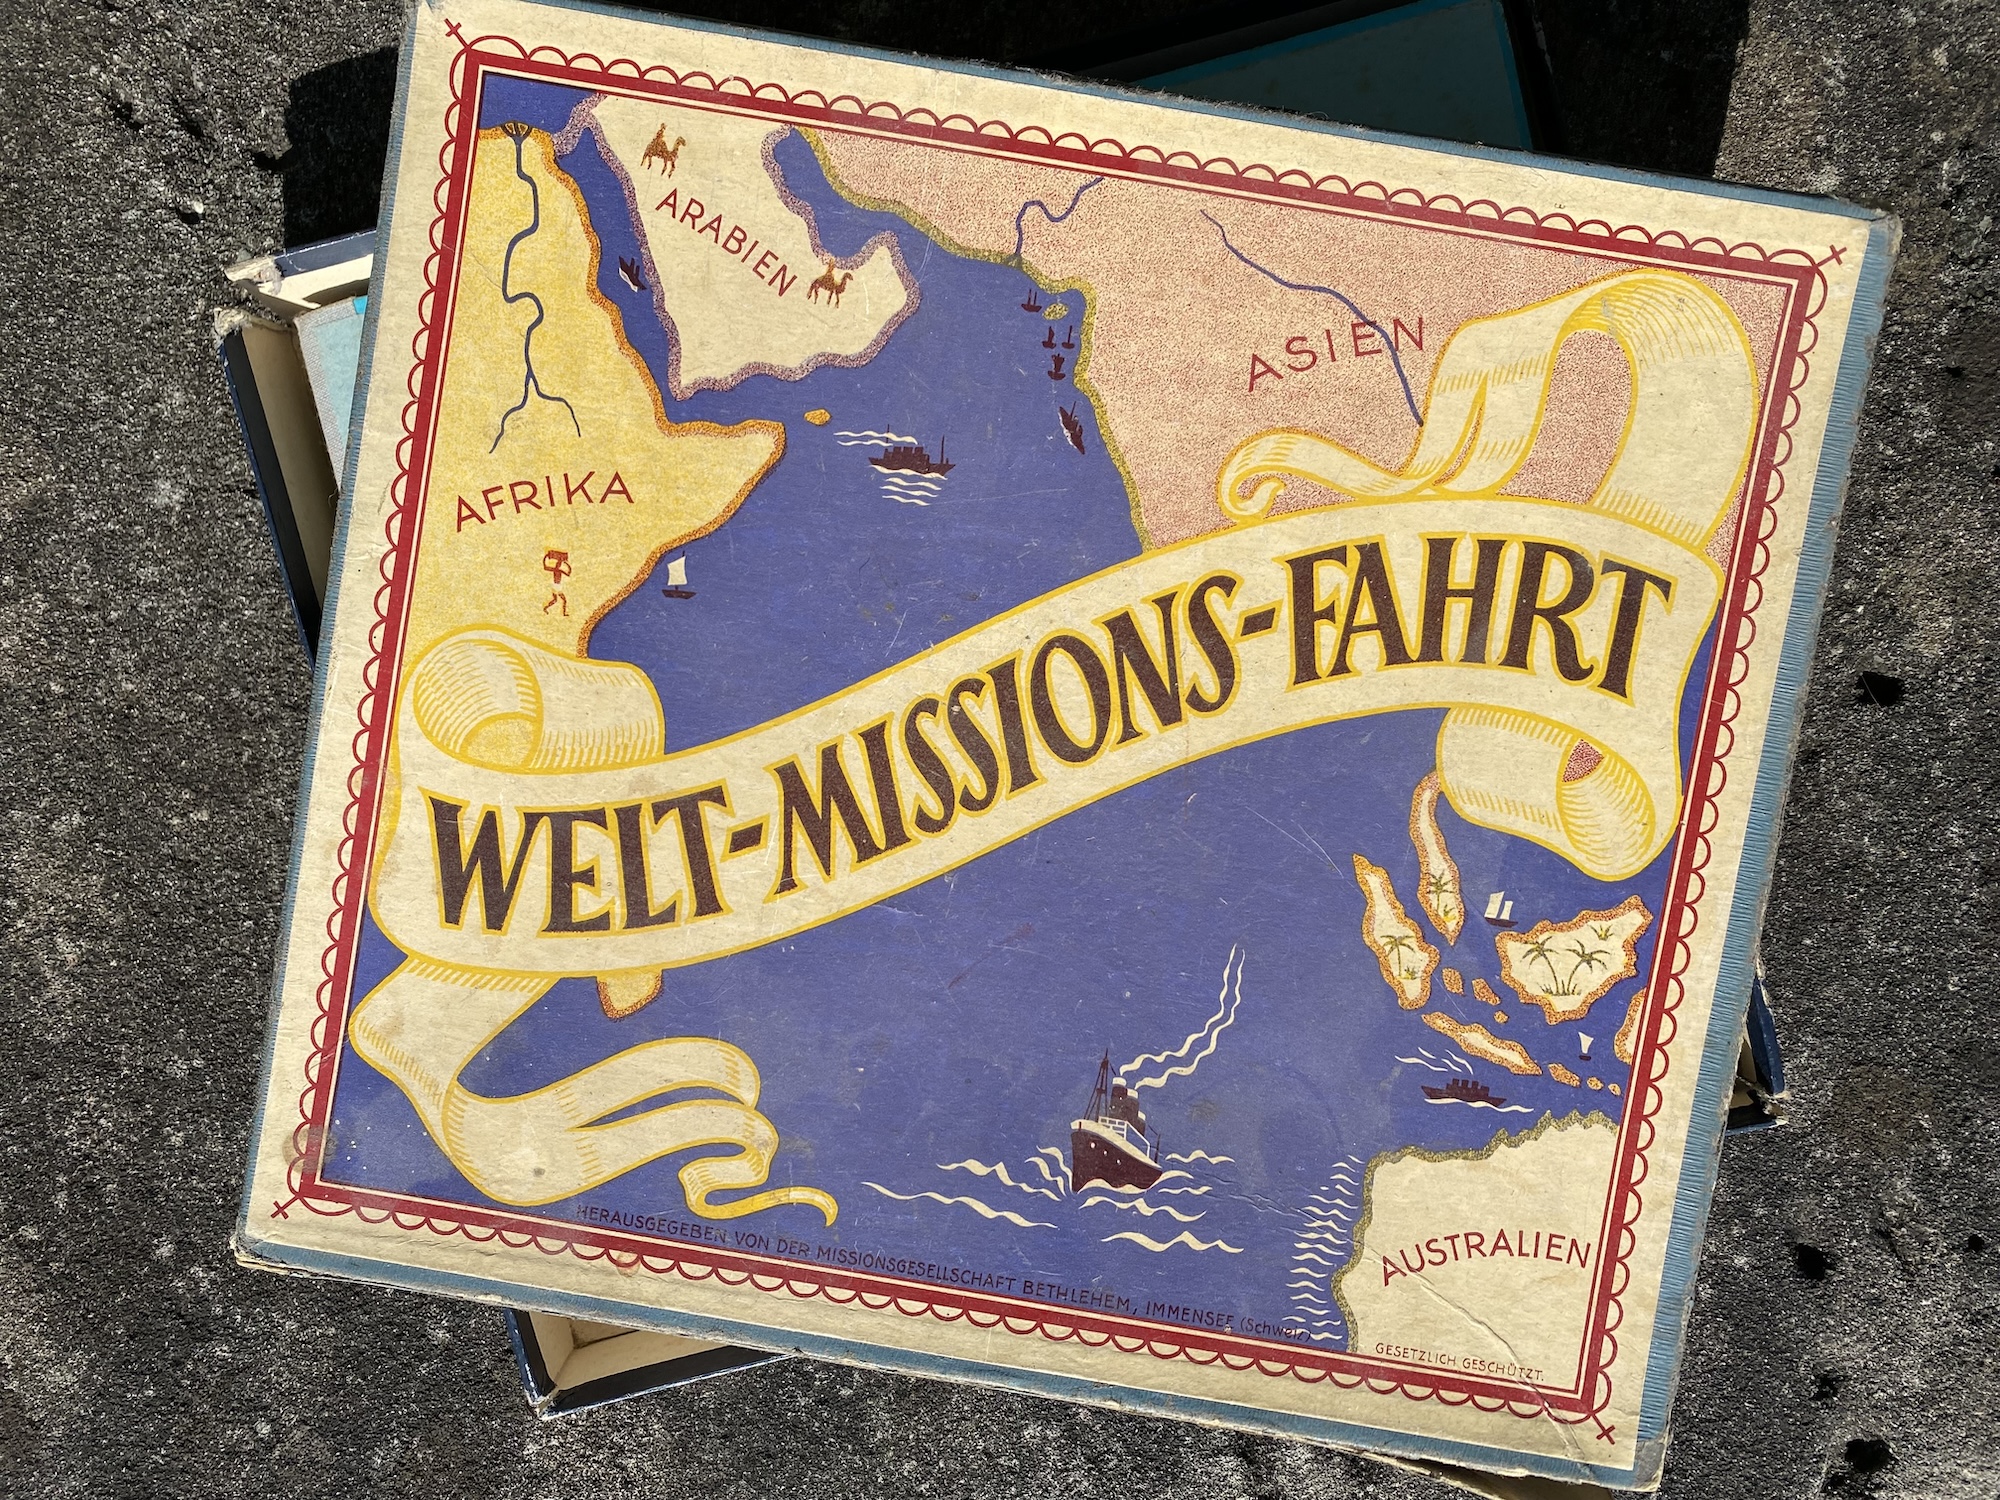 ARABIEN
ASIEN
AFRIKA
WELT-MISSIONS-FAHRT
AUSTRALIEN
HERAUSGEGEBEN VON DER MISSIONSGESELLSCHAFT BETHLEHEM, IMMENSEE (Schweiz)
GESETZLICH GESCHÜTZT.